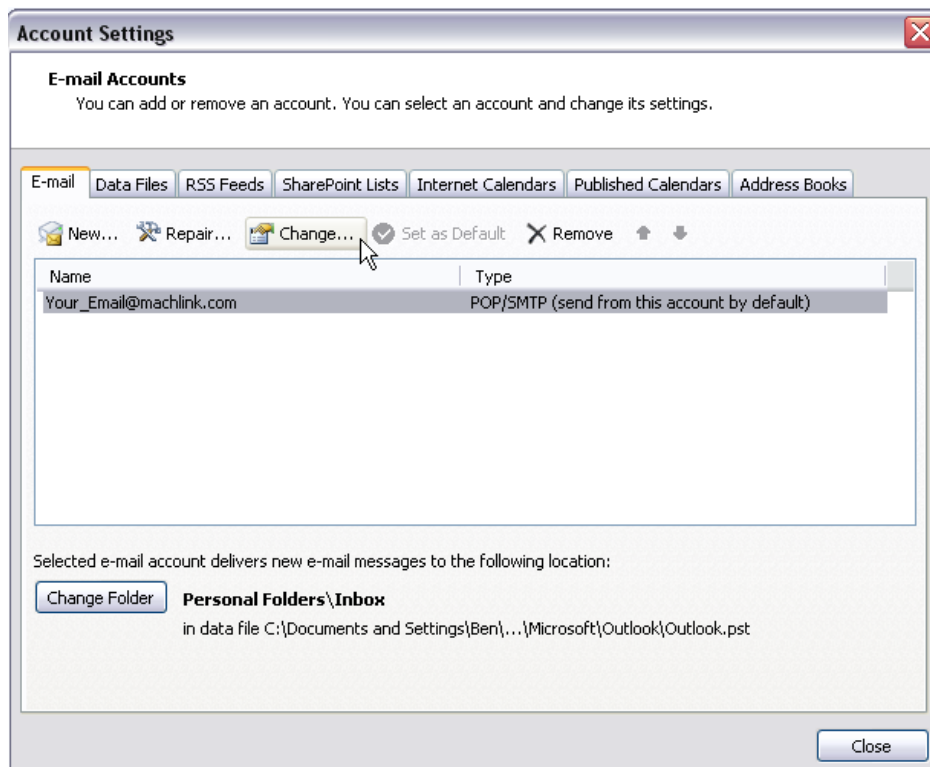 Account Settings
E-mail Accounts
You can add or remove an account. You can select an account and change its settings.
E-mail Data Files RSS Feeds SharePoint Lists Internet Calendars Published Calendars Address Books
New... Repair... Change... Set as Default Remove
Name Type
Your_Email@machlink.com POP/SMTP (send from this account by default)
Selected e-mail account delivers new e-mail messages to the following location:
Change Folder Personal Folders\Inbox
in data file C:\Documents and Settings\Ben\...\Microsoft\Outlook\Outlook.pst
Close